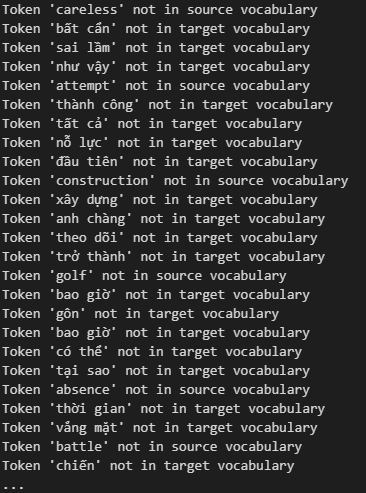 Token 'careless' not in source vocabulary
Token 'bất cẩn' not in target vocabulary
Token 'sai lầm' not in target vocabulary
Token 'như vậy' not in target vocabulary
Token 'attempt' not in source vocabulary
Token 'thành công' not in target vocabulary
Token 'tất cả' not in target vocabulary
Token 'nỗ lực' not in target vocabulary
Token 'đầu tiên' not in target vocabulary
Token 'construction' not in source vocabulary
Token 'xây dựng' not in target vocabulary
Token 'anh chàng' not in target vocabulary
Token 'theo dõi' not in target vocabulary
Token 'trở thành' not in target vocabulary
Token 'golf' not in source vocabulary
Token 'bao giờ' not in target vocabulary
Token 'gôn' not in target vocabulary
Token 'bao giờ' not in target vocabulary
Token 'có thể' not in target vocabulary
Token 'tại sao' not in target vocabulary
Token 'absence' not in source vocabulary
Token 'thời gian' not in target vocabulary
Token 'vắng mặt' not in target vocabulary
Token 'battle' not in source vocabulary
Token 'chiến' not in target vocabulary
...